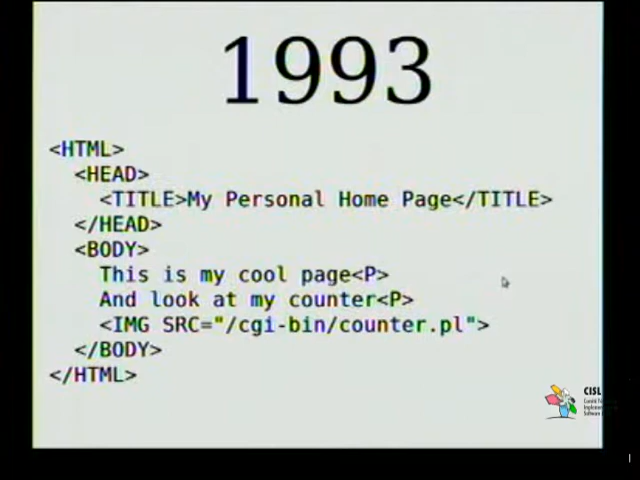 1993
<HTML>
<HEAD>
<TITLE>My Personal Home Page</TITLE>
</HEAD>
<BODY>
This is my cool page<P>
And look at my counter<P>
<IMG SRC="/cgi-bin/counter.pl">
</BODY>
</HTML>
CISL